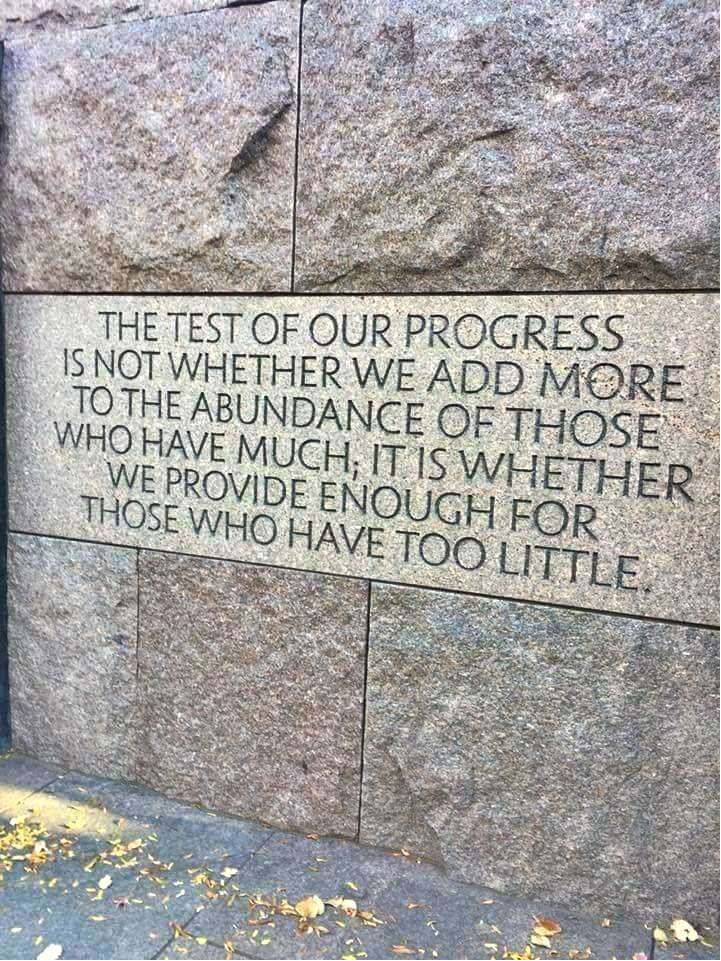 THE TEST OF OUR PROGRESS
IS NOT WHETHER WE ADD MORE
TO THE ABUNDANCE OF THOSE
WHO HAVE MUCH; IT IS WHETHER
WE PROVIDE ENOUGH FOR
THOSE WHO HAVE TOO LITTLE.